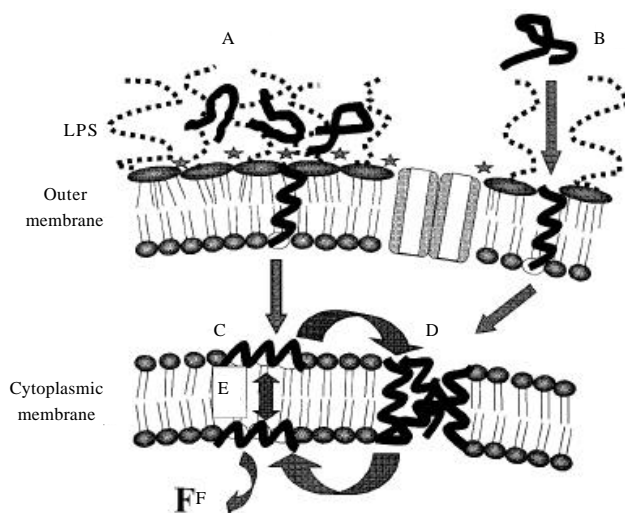 A
B
LPS
Outer
membrane
C
D
E
Cytoplasmic
membrane
F F